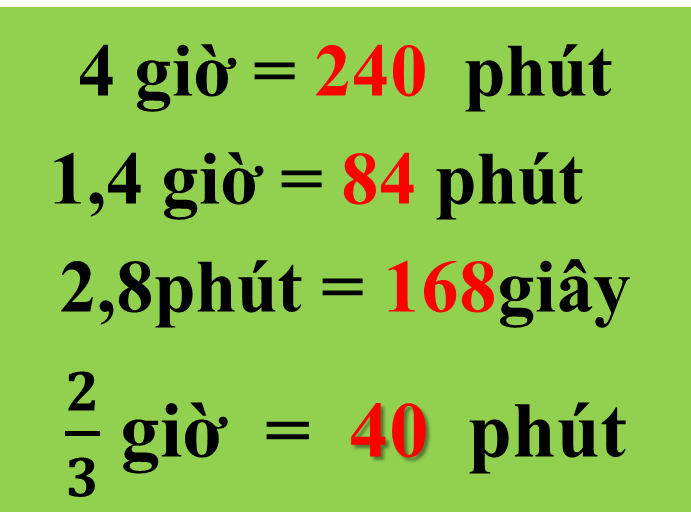 4 giờ = 240 phút
1,4 giờ = 84 phút
2,8phút = 168giây
2/3 giờ = 40 phút